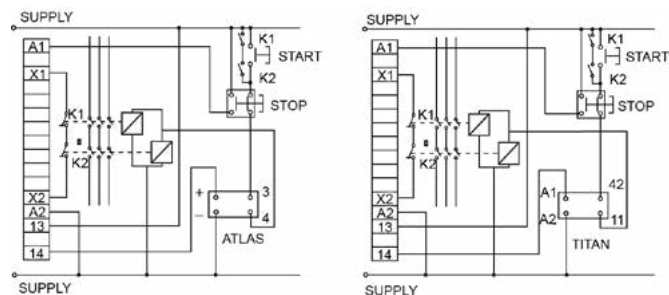 SUPPLY
A1
X1
X2
A2
13
14
K1
K2
K1
START
K2
STOP
+
–
3
4
ATLAS
SUPPLY
SUPPLY
A1
X1
X2
A2
13
14
K1
K2
K1
START
K2
STOP
A1
A2
42
11
TITAN
SUPPLY